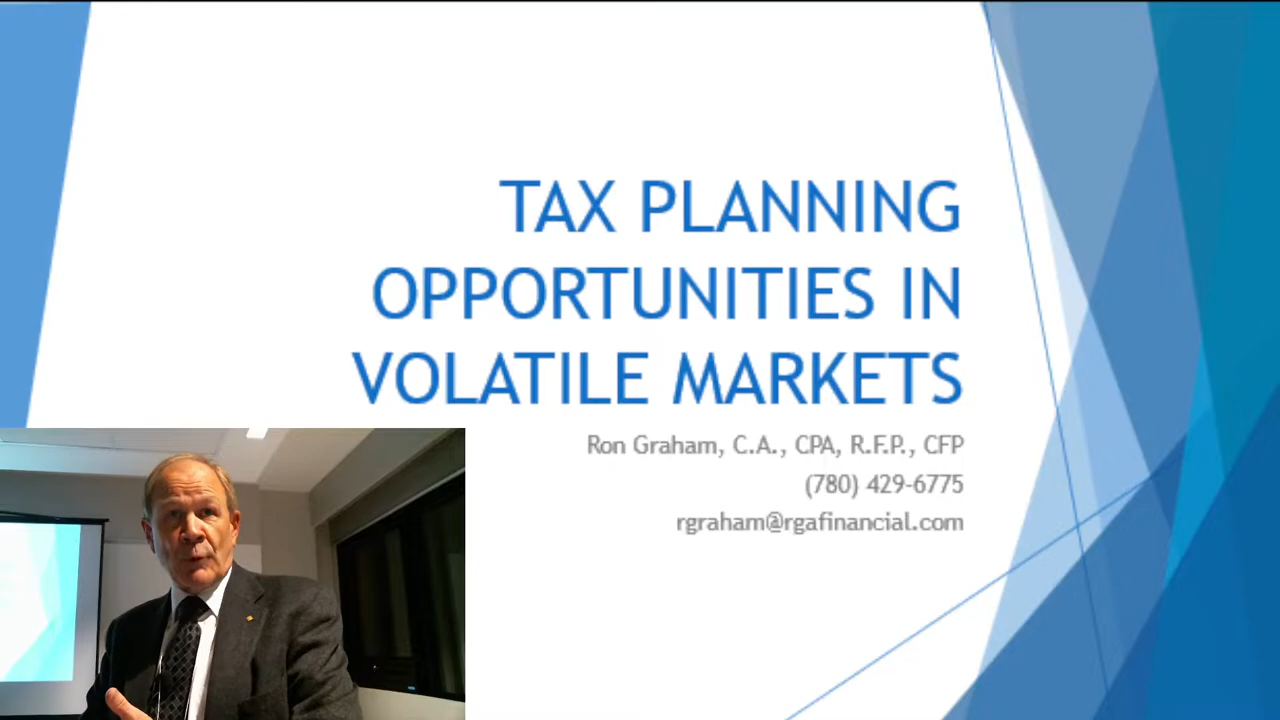 TAX PLANNING
OPPORTUNITIES IN
VOLATILE MARKETS
Ron Graham, C.A., CPA, R.F.P., CFP
(780) 429-6775
rgraham@rgafinancial.com